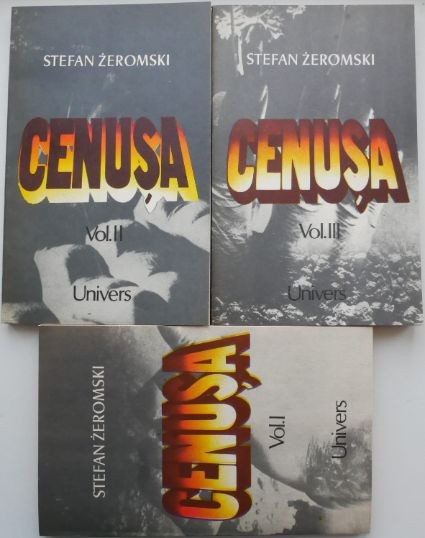 STEFAN ŻEROMSKI
CENUȘA
Vol. II
Univers
STEFAN ŻEROMSKI
CENUȘA
Vol. III
Univers
STEFAN ŻEROMSKI
CENUȘA
Vol. I
Univers